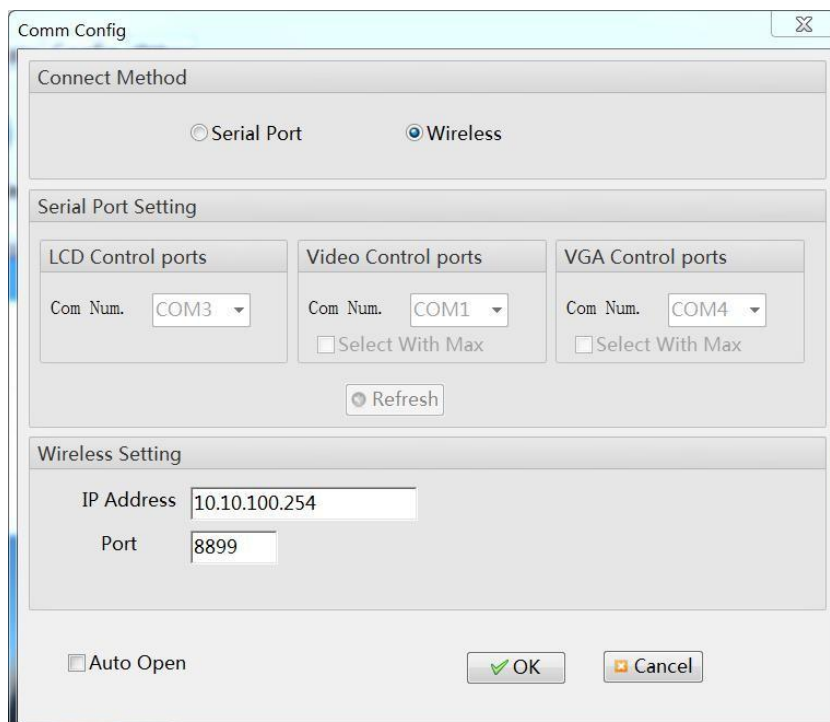 Comm Config
Connect Method
Serial Port Wireless
Serial Port Setting
LCD Control ports Video Control ports VGA Control ports
Com Num. COM3 Com Num. COM1 Com Num. COM4
Select With Max Select With Max
Refresh
Wireless Setting
IP Address 10.10.100.254
Port 8899
Auto Open OK Cancel